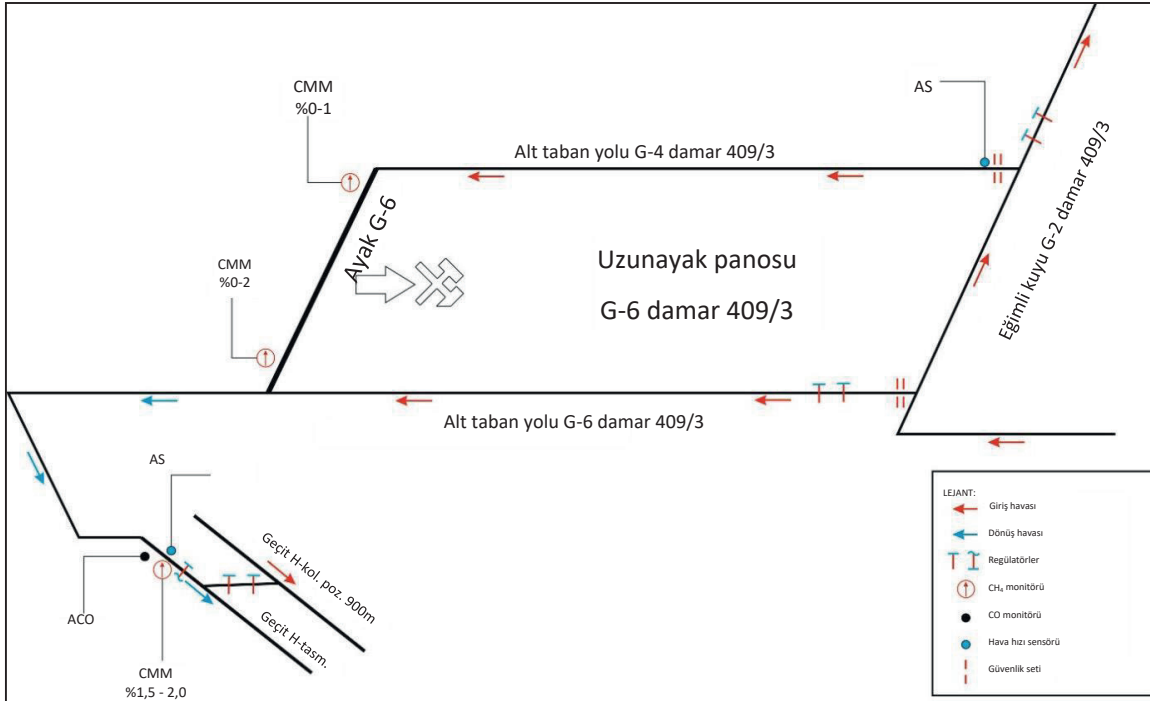 CMM
%0-1
AS
Alt taban yolu G-4 damar 409/3
Ayak G-6
CMM
%0-2
Uzunayak panosu
G-6 damar 409/3
Eğimli kuyu G-2 damar 409/3
Alt taban yolu G-6 damar 409/3
AS
ACO
CMM
%1,5 - 2,0
Geçit H-kol. poz. 900m
Geçit H-tasm.
LEJANT:
Giriş havası
Dönüş havası
Regülatörler
CH₄ monitörü
CO monitörü
Hava hızı sensörü
Güvenlik seti